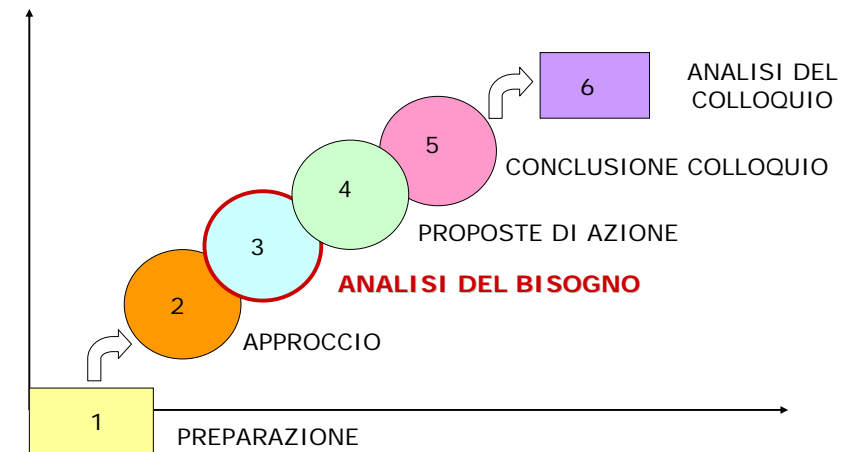 6
ANALISI DEL
COLLOQUIO
5
CONCLUSIONE COLLOQUIO
4
PROPOSTE DI AZIONE
3
ANALISI DEL BISOGNO
2
APPROCCIO
1
PREPARAZIONE